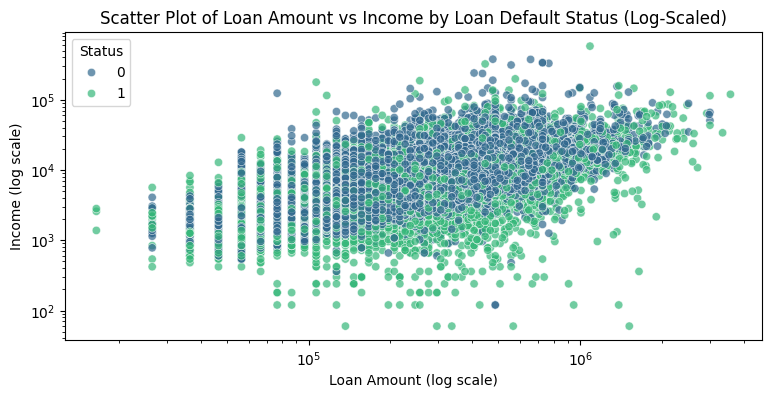 Scatter Plot of Loan Amount vs Income by Loan Default Status (Log-Scaled)
Status
0
1
Income (log scale)
10⁵
10⁴
10³
10²
10⁵
10⁶
Loan Amount (log scale)